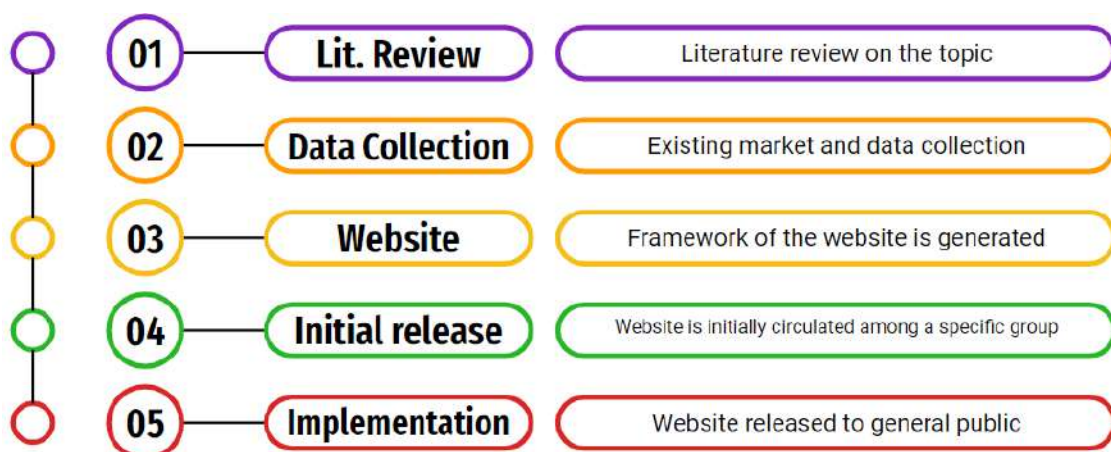 01 Lit. Review Literature review on the topic
02 Data Collection Existing market and data collection
03 Website Framework of the website is generated
04 Initial release Website is initially circulated among a specific group
05 Implementation Website released to general public